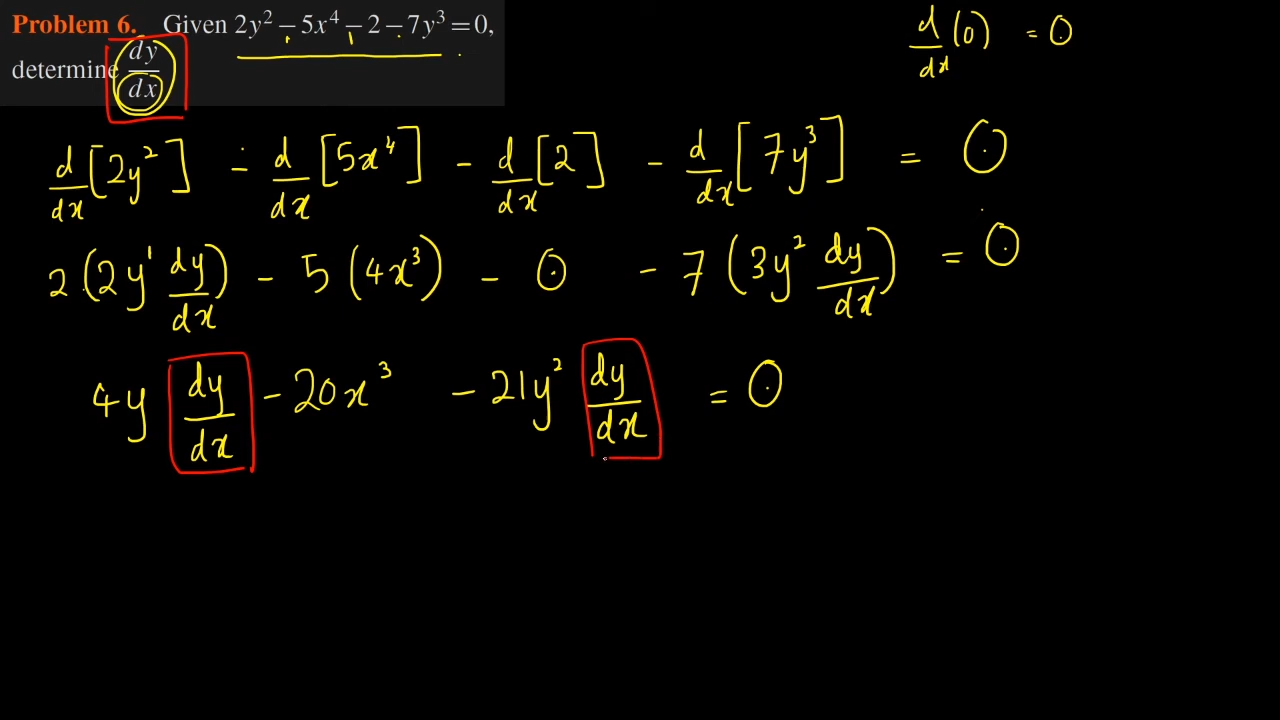 Problem 6. Given 2y² − 5x⁴ − 2 − 7y³ = 0,
determine dy/dx
d/dx (0) = 0
d/dx [2y²] - d/dx [5x⁴] - d/dx [2] - d/dx [7y³] = 0
2 (2y¹ dy/dx) - 5 (4x³) - 0 - 7 (3y² dy/dx) = 0
4y dy/dx - 20x³ - 21y² dy/dx = 0